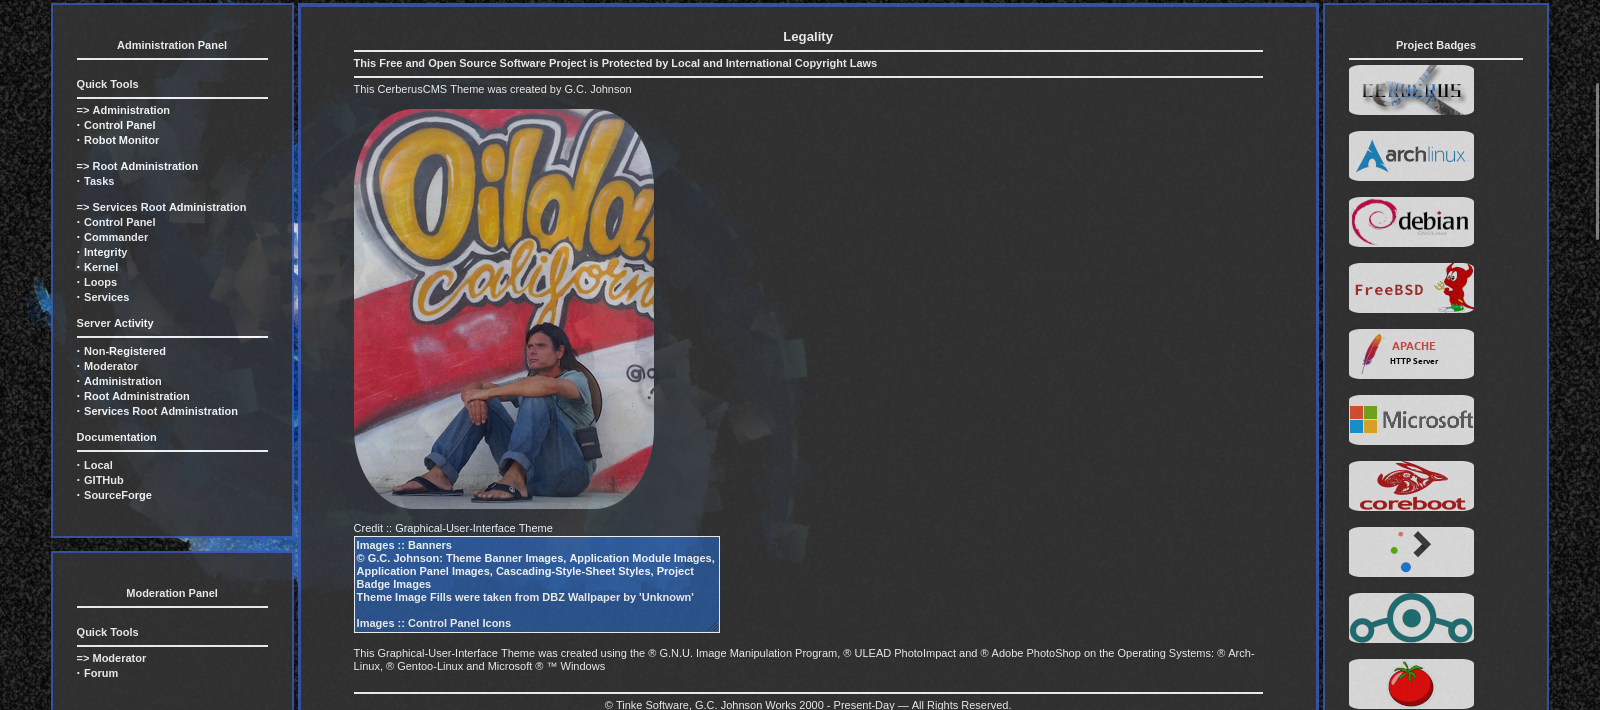 Administration Panel
Quick Tools
=> Administration
· Control Panel
· Robot Monitor
=> Root Administration
· Tasks
=> Services Root Administration
· Control Panel
· Commander
· Integrity
· Kernel
· Loops
· Services
Server Activity
· Non-Registered
· Moderator
· Administration
· Root Administration
· Services Root Administration
Documentation
· Local
· GITHub
· SourceForge
Moderation Panel
Quick Tools
=> Moderator
· Forum
Legality
This Free and Open Source Software Project is Protected by Local and International Copyright Laws
This CerberusCMS Theme was created by G.C. Johnson
Credit :: Graphical-User-Interface Theme
Images :: Banners
© G.C. Johnson: Theme Banner Images, Application Module Images,
Application Panel Images, Cascading-Style-Sheet Styles, Project
Badge Images
Theme Image Fills were taken from DBZ Wallpaper by 'Unknown'
Images :: Control Panel Icons
This Graphical-User-Interface Theme was created using the ® G.N.U. Image Manipulation Program, ® ULEAD PhotoImpact and ® Adobe PhotoShop on the Operating Systems: ® Arch-
Linux, ® Gentoo-Linux and Microsoft ® ™ Windows
© Tinke Software, G.C. Johnson Works 2000 - Present-Day — All Rights Reserved.
Project Badges
CERBERUS
archlinux
debian
FreeBSD
APACHE
HTTP Server
Microsoft
coreboot